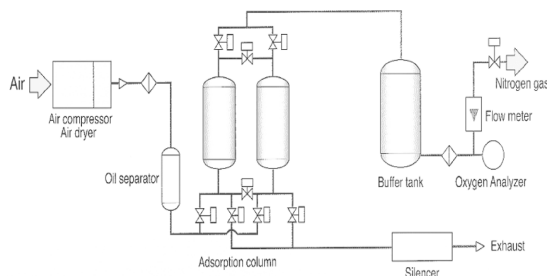 Air
Air compressor
Air dryer
Oil separator
Adsorption column
Buffer tank
Nitrogen gas
Flow meter
Oxygen Analyzer
Exhaust
Silencer